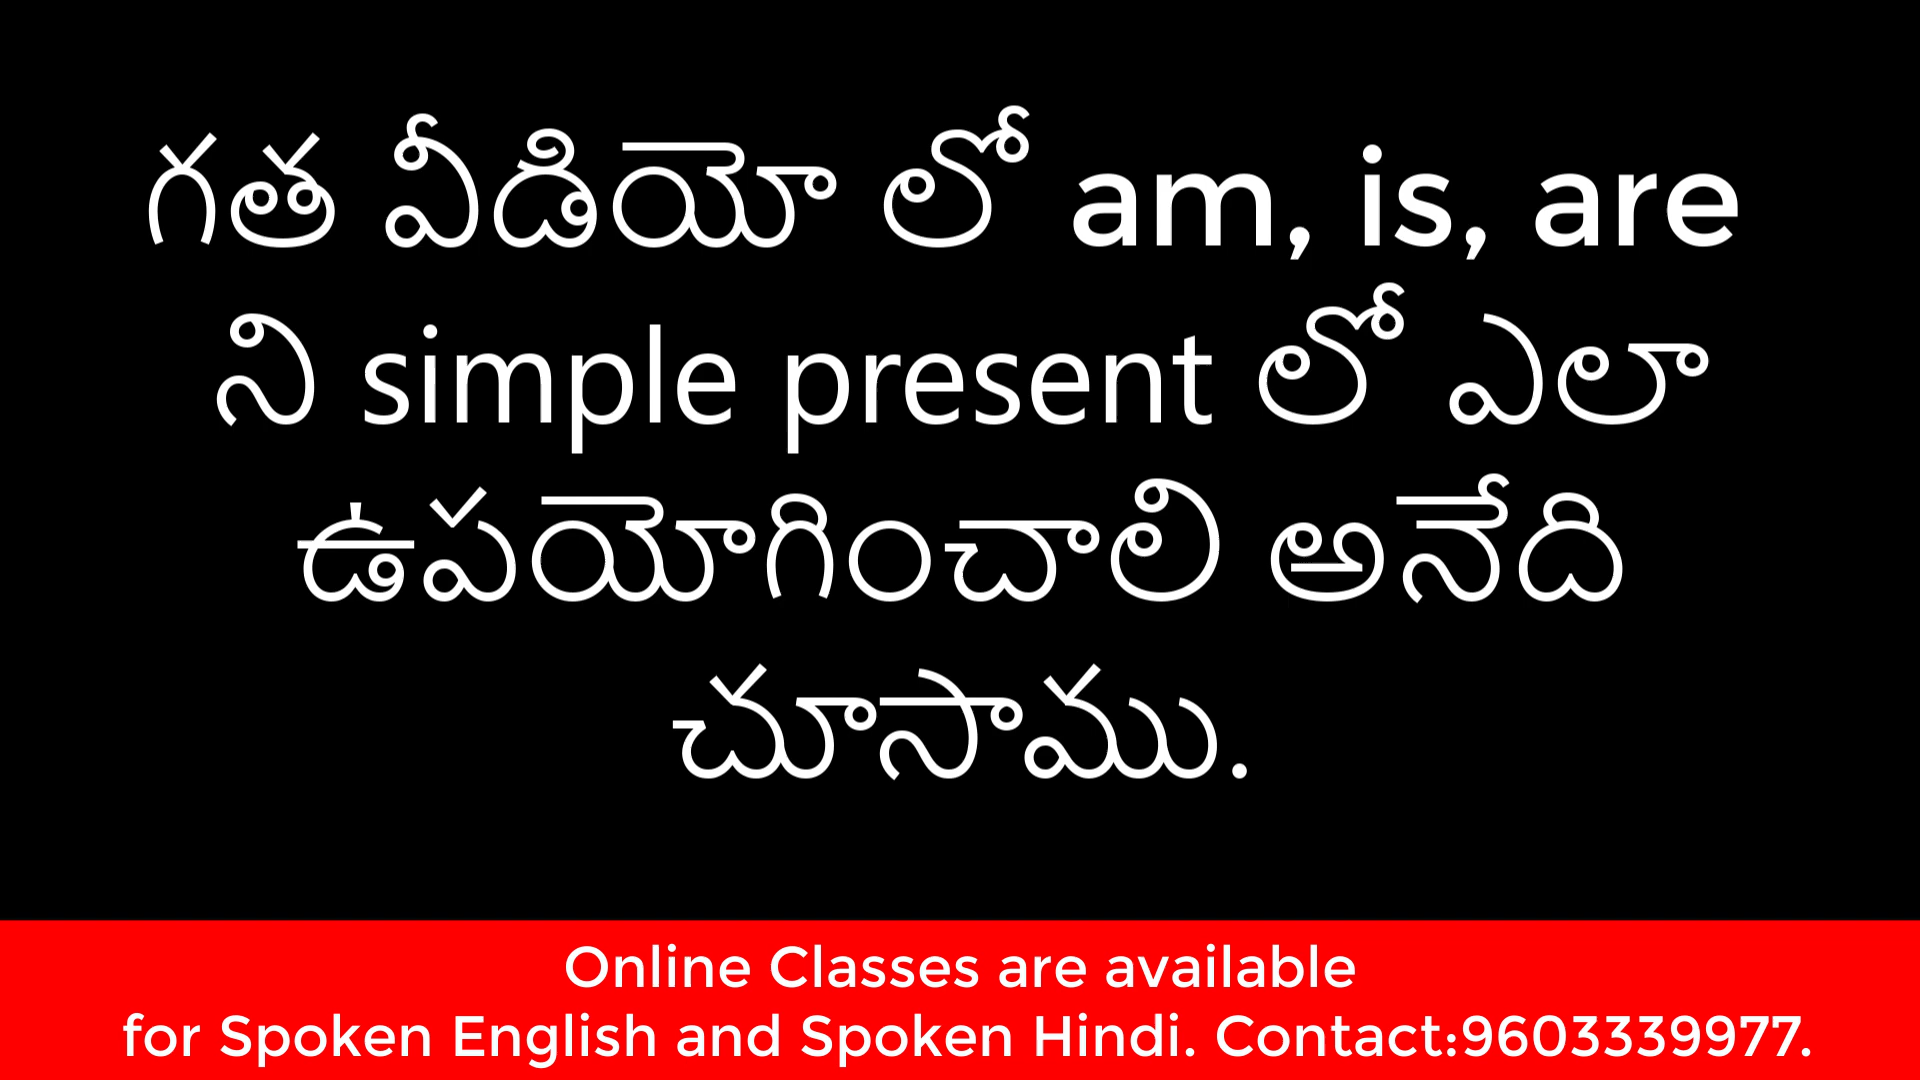 గత వీడియో లో am, is, are
ని simple present లో ఎలా
ఉపయోగించాలి అనేది
చూసాము.
Online Classes are available
for Spoken English and Spoken Hindi. Contact:9603339977.